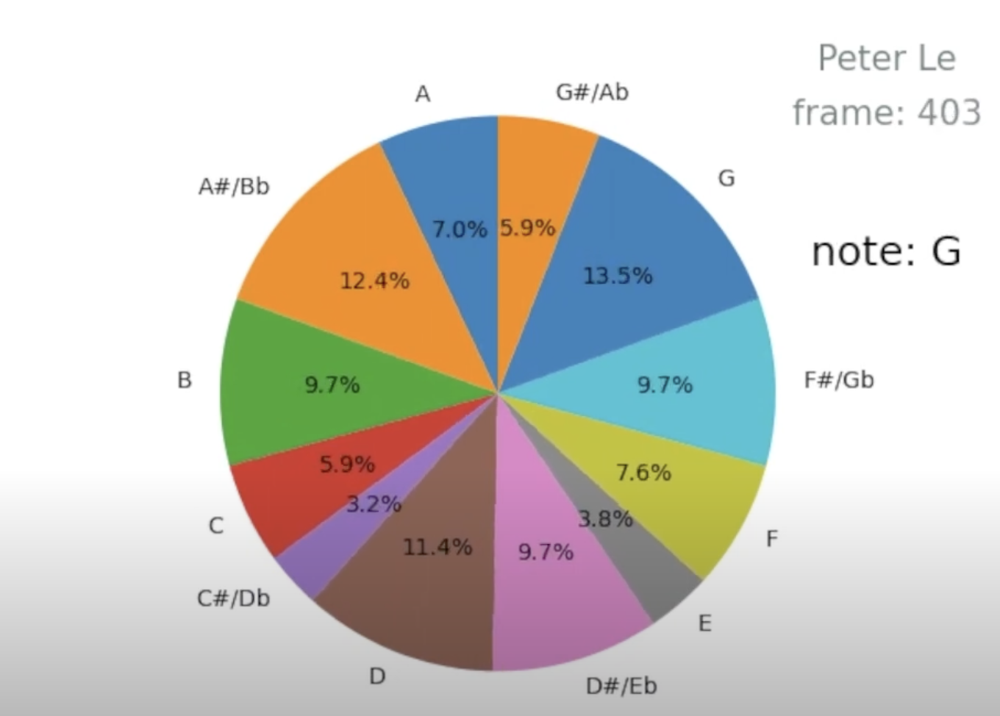 Peter Le
frame: 403
note: G
A
7.0%
G#/Ab
5.9%
G
13.5%
F#/Gb
9.7%
F
7.6%
E
3.8%
D#/Eb
9.7%
D
11.4%
C#/Db
3.2%
C
5.9%
B
9.7%
A#/Bb
12.4%